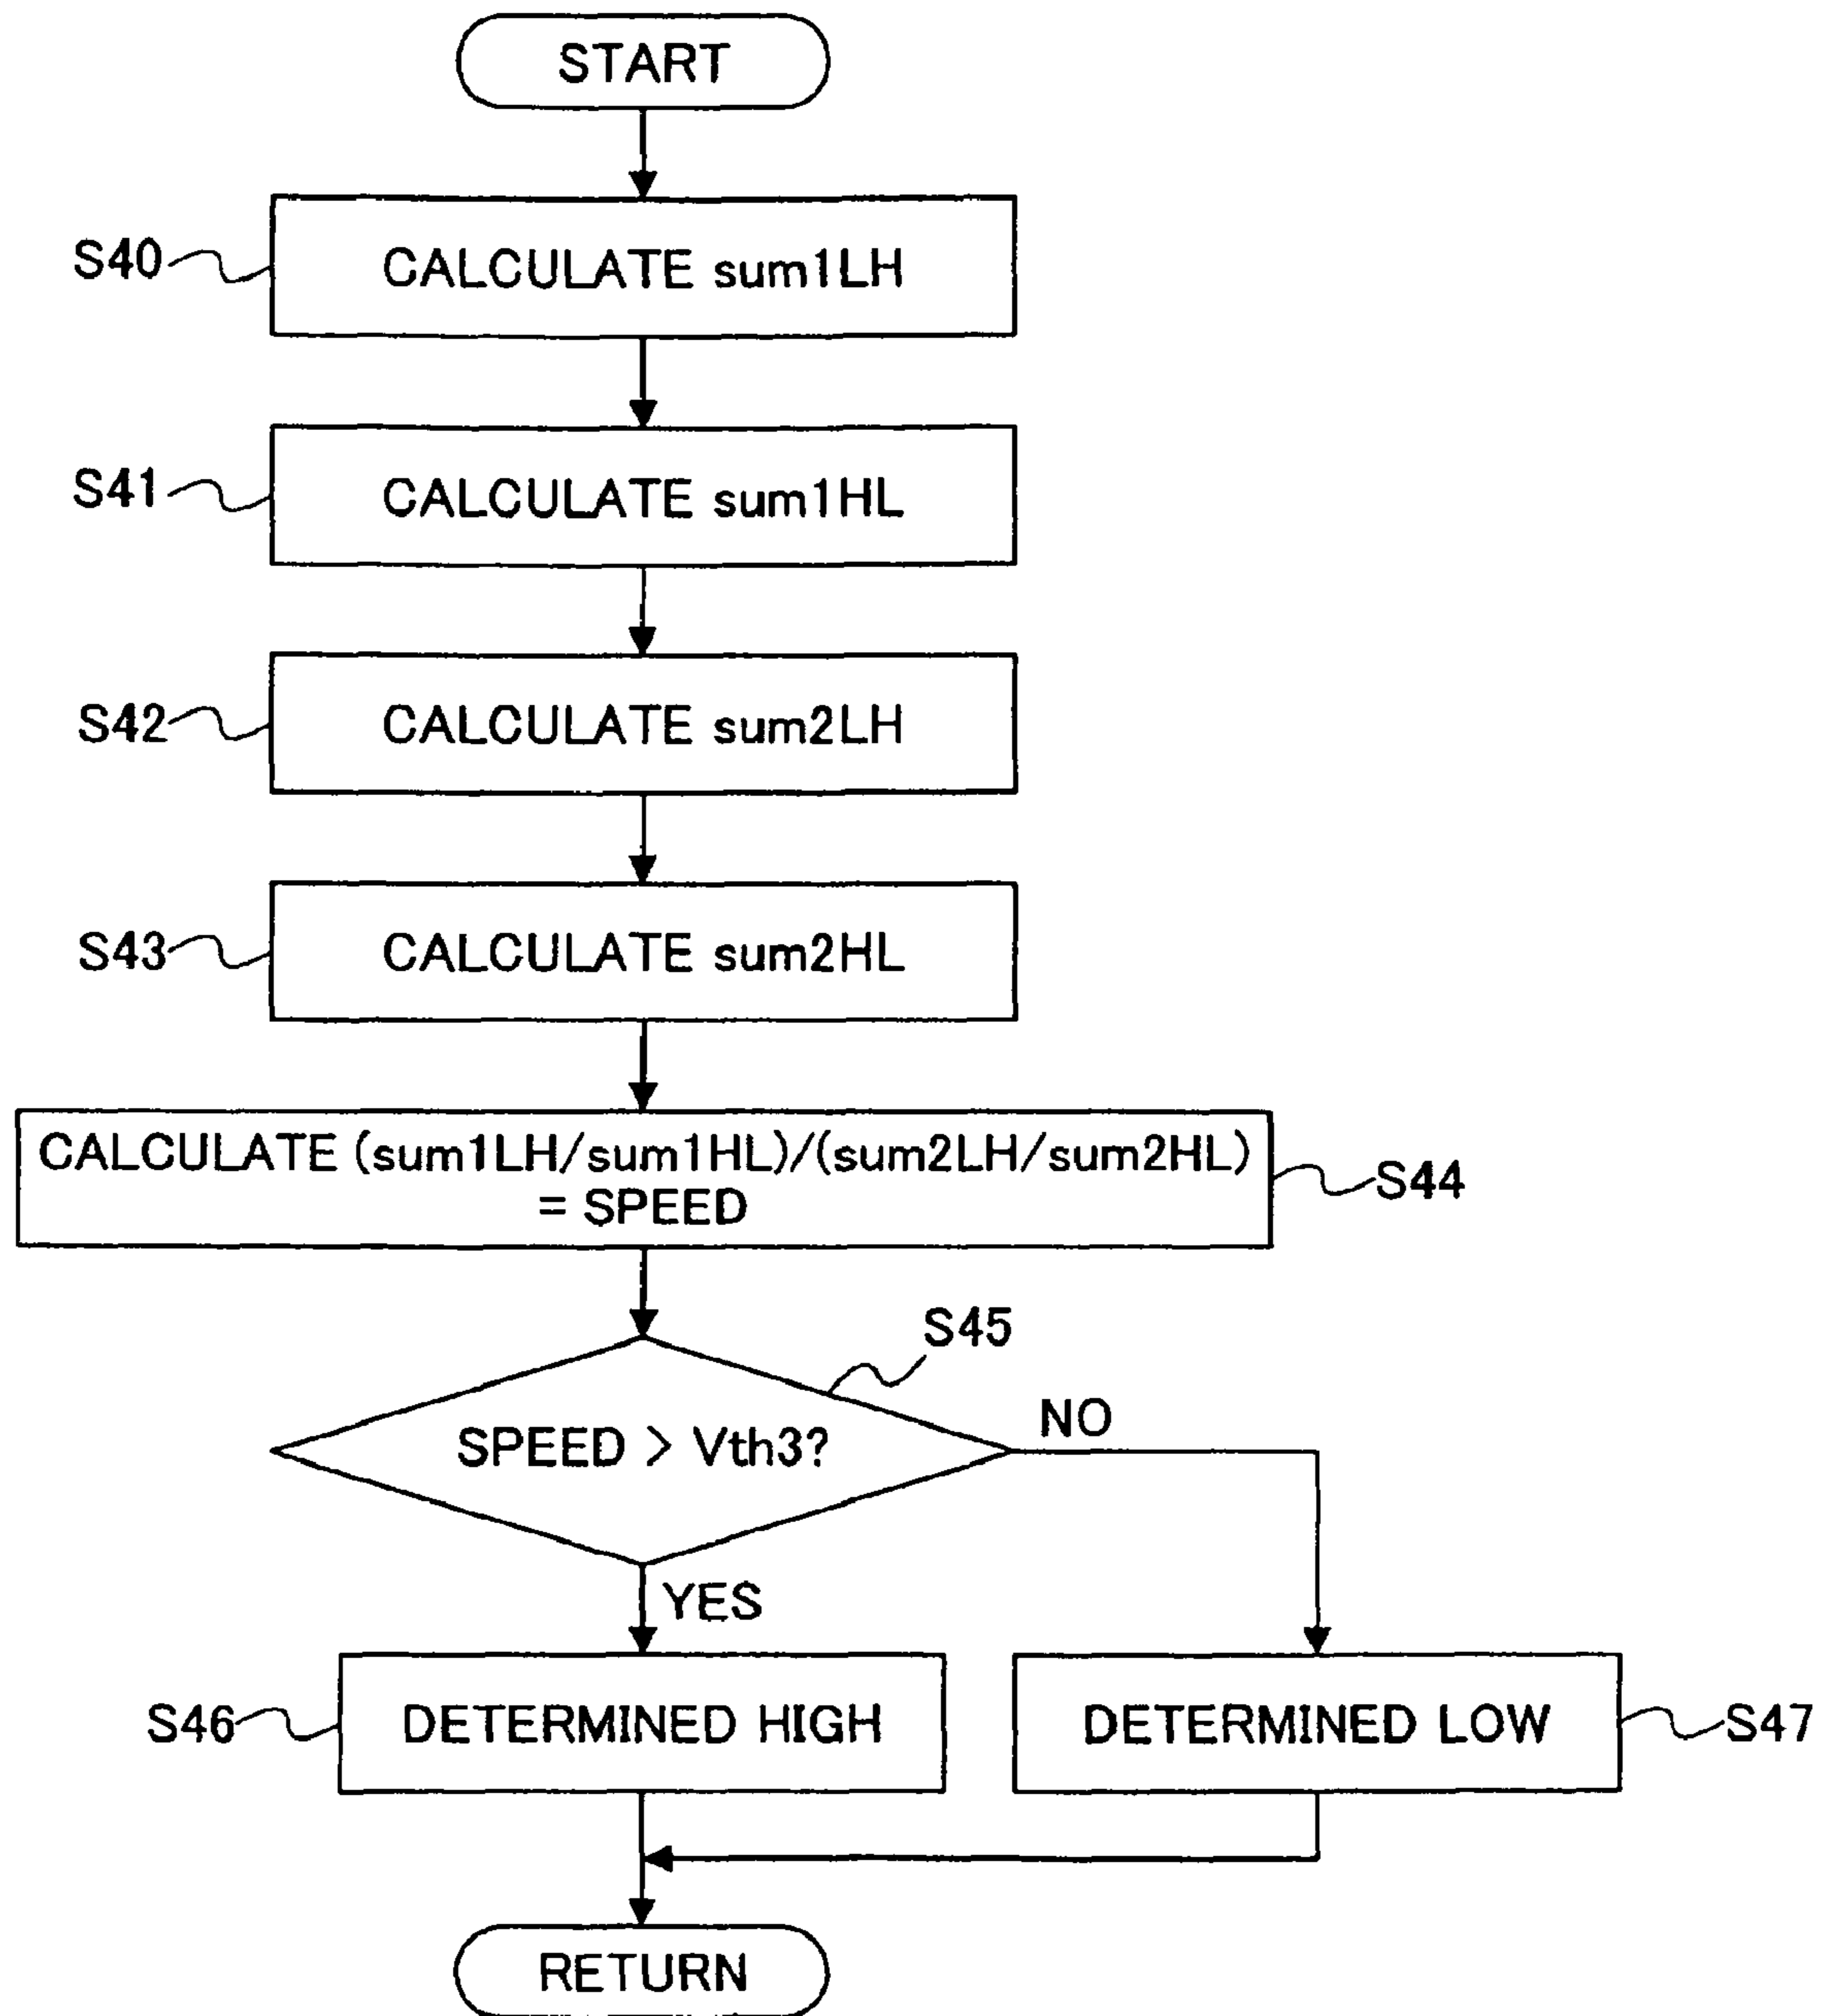 START
S40
CALCULATE sum1LH
S41
CALCULATE sum1HL
S42
CALCULATE sum2LH
S43
CALCULATE sum2HL
CALCULATE (sum1LH/sum1HL)/(sum2LH/sum2HL)
= SPEED
S44
S45
SPEED > Vth3?
NO
YES
S46
DETERMINED HIGH
DETERMINED LOW
S47
RETURN